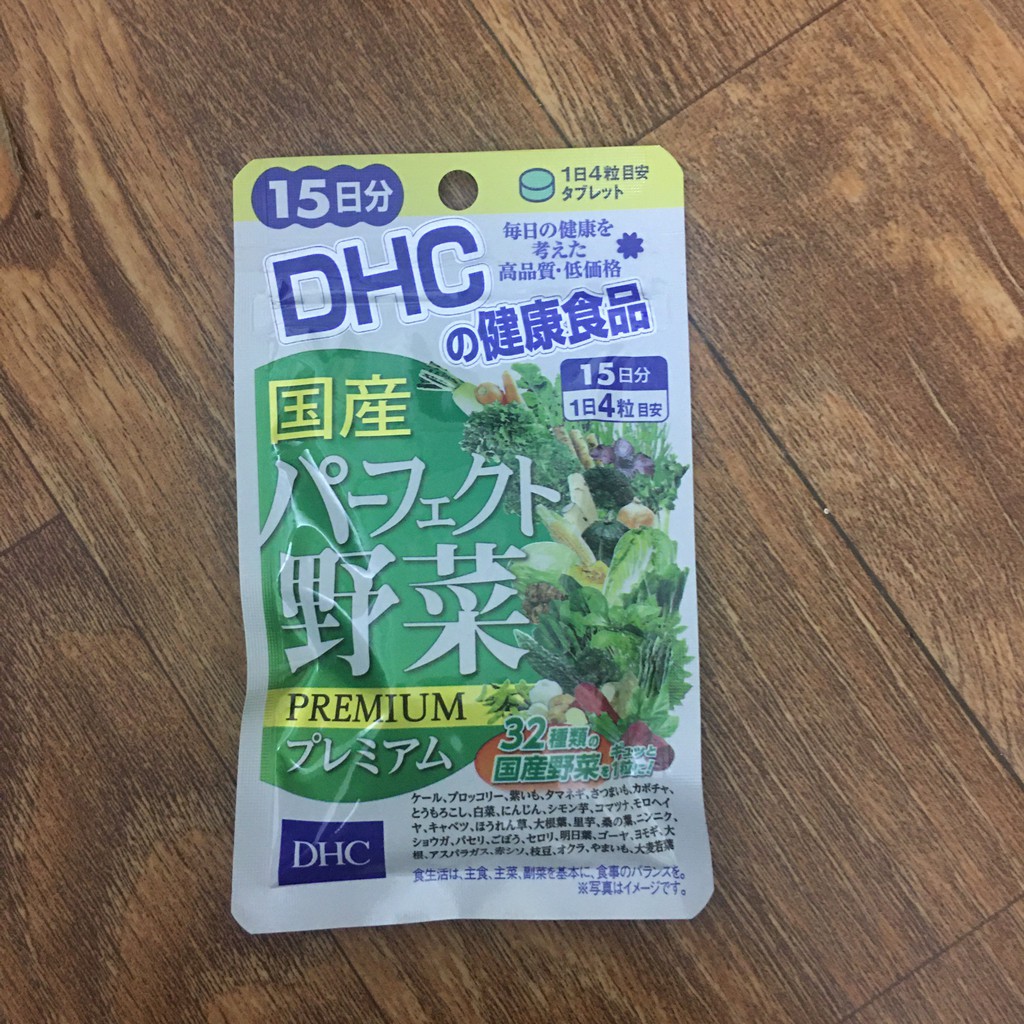 15日分
1日4粒目安
タブレット
毎日の健康を
考えた
高品質・低価格
DHC
の健康食品
15日分
1日4粒目安
国産
パーフェクト
野菜
PREMIUM
プレミアム
32種類の
国産野菜を
ギュッと
1粒に!
ケール、ブロッコリー、紫いも、タマネギ、さつまいも、カボチャ、
とうもろこし、白菜、にんじん、シモン芋、コマツナ、モロヘイ
ヤ、キャベツ、ほうれん草、大根葉、里芋、桑の葉、ニンニク、
ショウガ、パセリ、ごぼう、セロリ、明日葉、ゴーヤ、ヨモギ、大
根、アスパラガス、赤シソ、枝豆、オクラ、やまいも、大麦若葉
DHC
食生活は、主食、主菜、副菜を基本に、食事のバランスを。
※写真はイメージです。